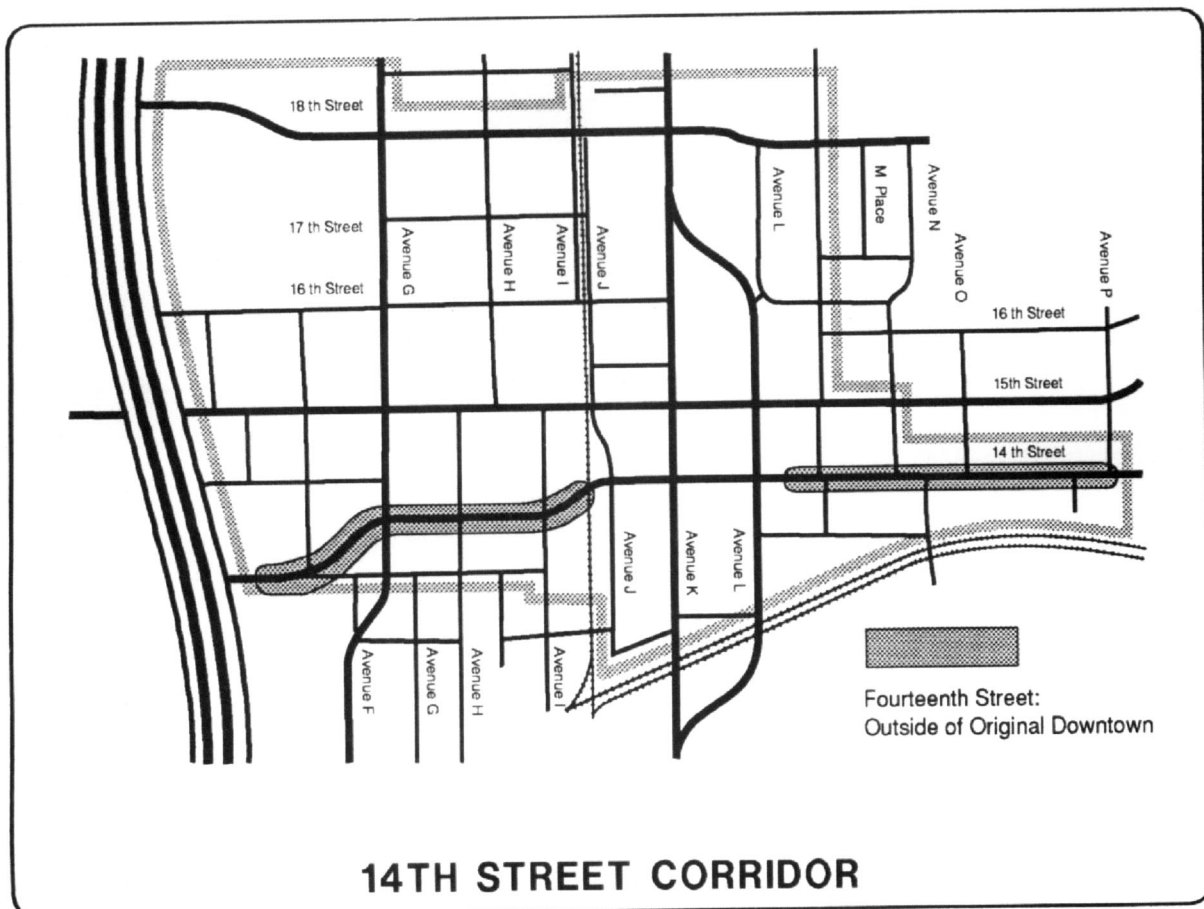 18 th Street
17 th Street
16 th Street
Avenue G
Avenue H
Avenue I
Avenue J
Avenue L
M Place
Avenue N
Avenue O
Avenue P
16 th Street
15th Street
14 th Street
Avenue J
Avenue K
Avenue L
Avenue F
Avenue G
Avenue H
Avenue I
Fourteenth Street:
Outside of Original Downtown
14TH STREET CORRIDOR